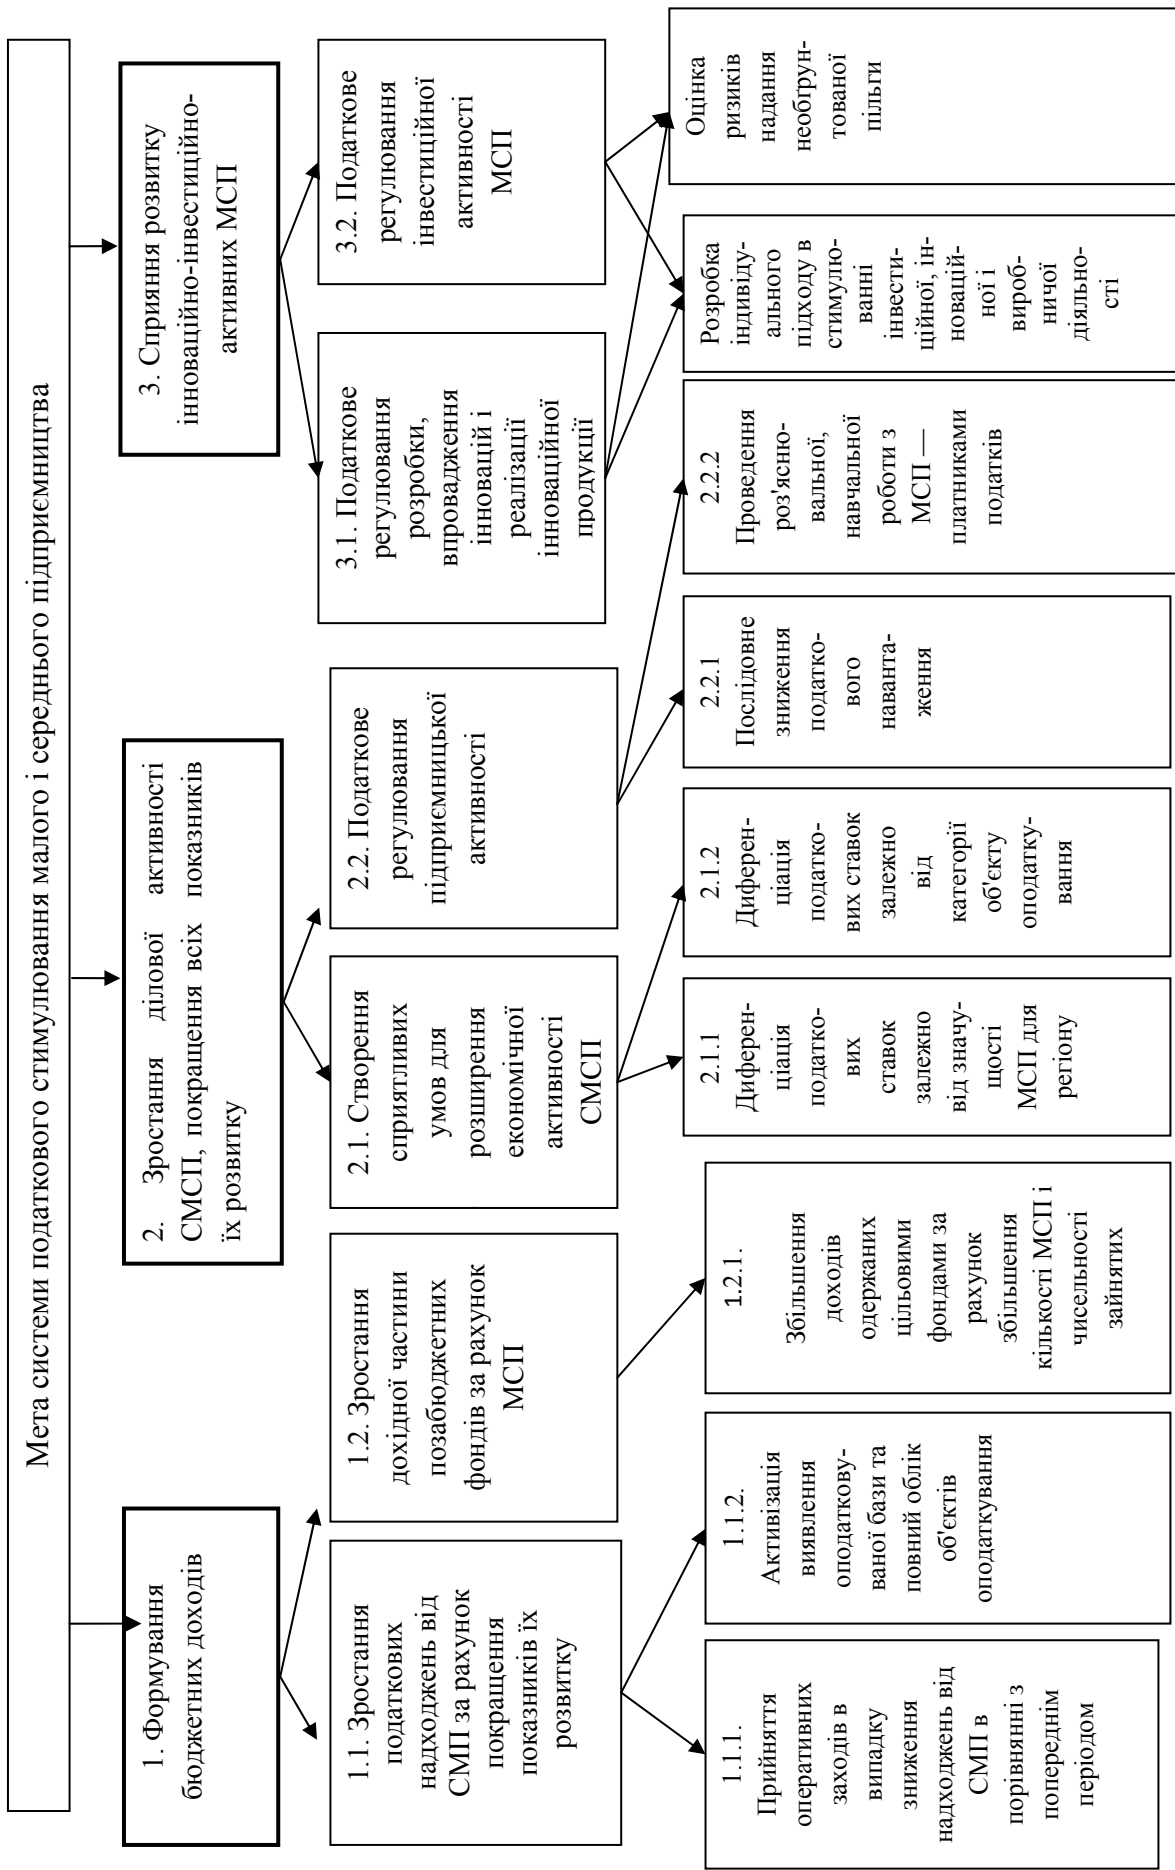 Мета системи податкового стимулювання малого і середнього підприємництва
1. Формування
бюджетних доходів
2. Зростання ділової активності
СМСП, покращення всіх показників
їх розвитку
3. Сприяння розвитку
інноваційно-інвестиційно-
активних МСП
1.1. Зростання
податкових
надходжень від
СМП за рахунок
покращення
показників їх
розвитку
1.2. Зростання
дохідної частини
позабюджетних
фондів за рахунок
МСП
2.1. Створення
сприятливих
умов для
розширення
економічної
активності
СМСП
2.2. Податкове
регулювання
підприємницької
активності
3.1. Податкове
регулювання
розробки,
впровадження
інновацій і
реалізації
інноваційної
продукції
3.2. Податкове
регулювання
інвестиційної
активності
МСП
1.1.1.
Прийняття
оперативних
заходів в
випадку
зниження
надходжень від
СМП в
порівнянні з
попереднім
періодом
1.1.2.
Активізація
виявлення
оподаткову-
ваної бази та
повний облік
об'єктів
оподаткування
1.2.1.
Збільшення
доходів
одержаних
цільовими
фондами за
рахунок
збільшення
кількості МСП і
чисельності
зайнятих
2.1.1
Диферен-
ціація
податко-
вих
ставок
залежно
від значу-
щості
МСП для
регіону
2.1.2
Диферен-
ціація
податко-
вих ставок
залежно
від
категорії
об'єкту
оподатку-
вання
2.2.1
Послідовне
зниження
податко-
вого
наванта-
ження
2.2.2
Проведення
роз'ясню-
вальної,
навчальної
роботи з
МСП —
платниками
податків
Розробка
індивіду-
ального
підходу в
стимулю-
ванні
інвести-
ційної, ін-
новацій-
ної і
вироб-
ничої
діяльно-
сті
Оцінка
ризиків
надання
необґрун-
тованої
пільги